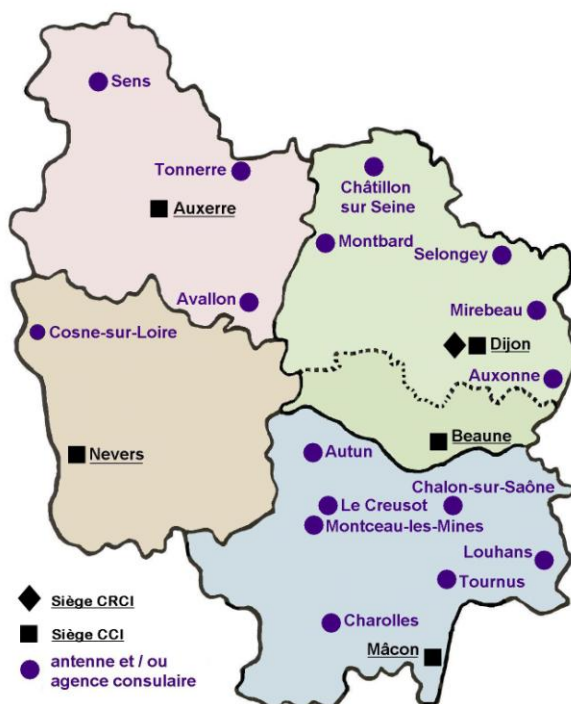 Sens
Tonnerre
Auxerre
Châtillon
sur Seine
Montbard
Selongey
Avallon
Mirebeau
Cosne-sur-Loire
Dijon
Auxonne
Nevers
Beaune
Autun
Chalon-sur-Saône
Le Creusot
Montceau-les-Mines
Louhans
Tournus
Siège CRCI
Charolles
Siège CCI
Mâcon
antenne et / ou
agence consulaire